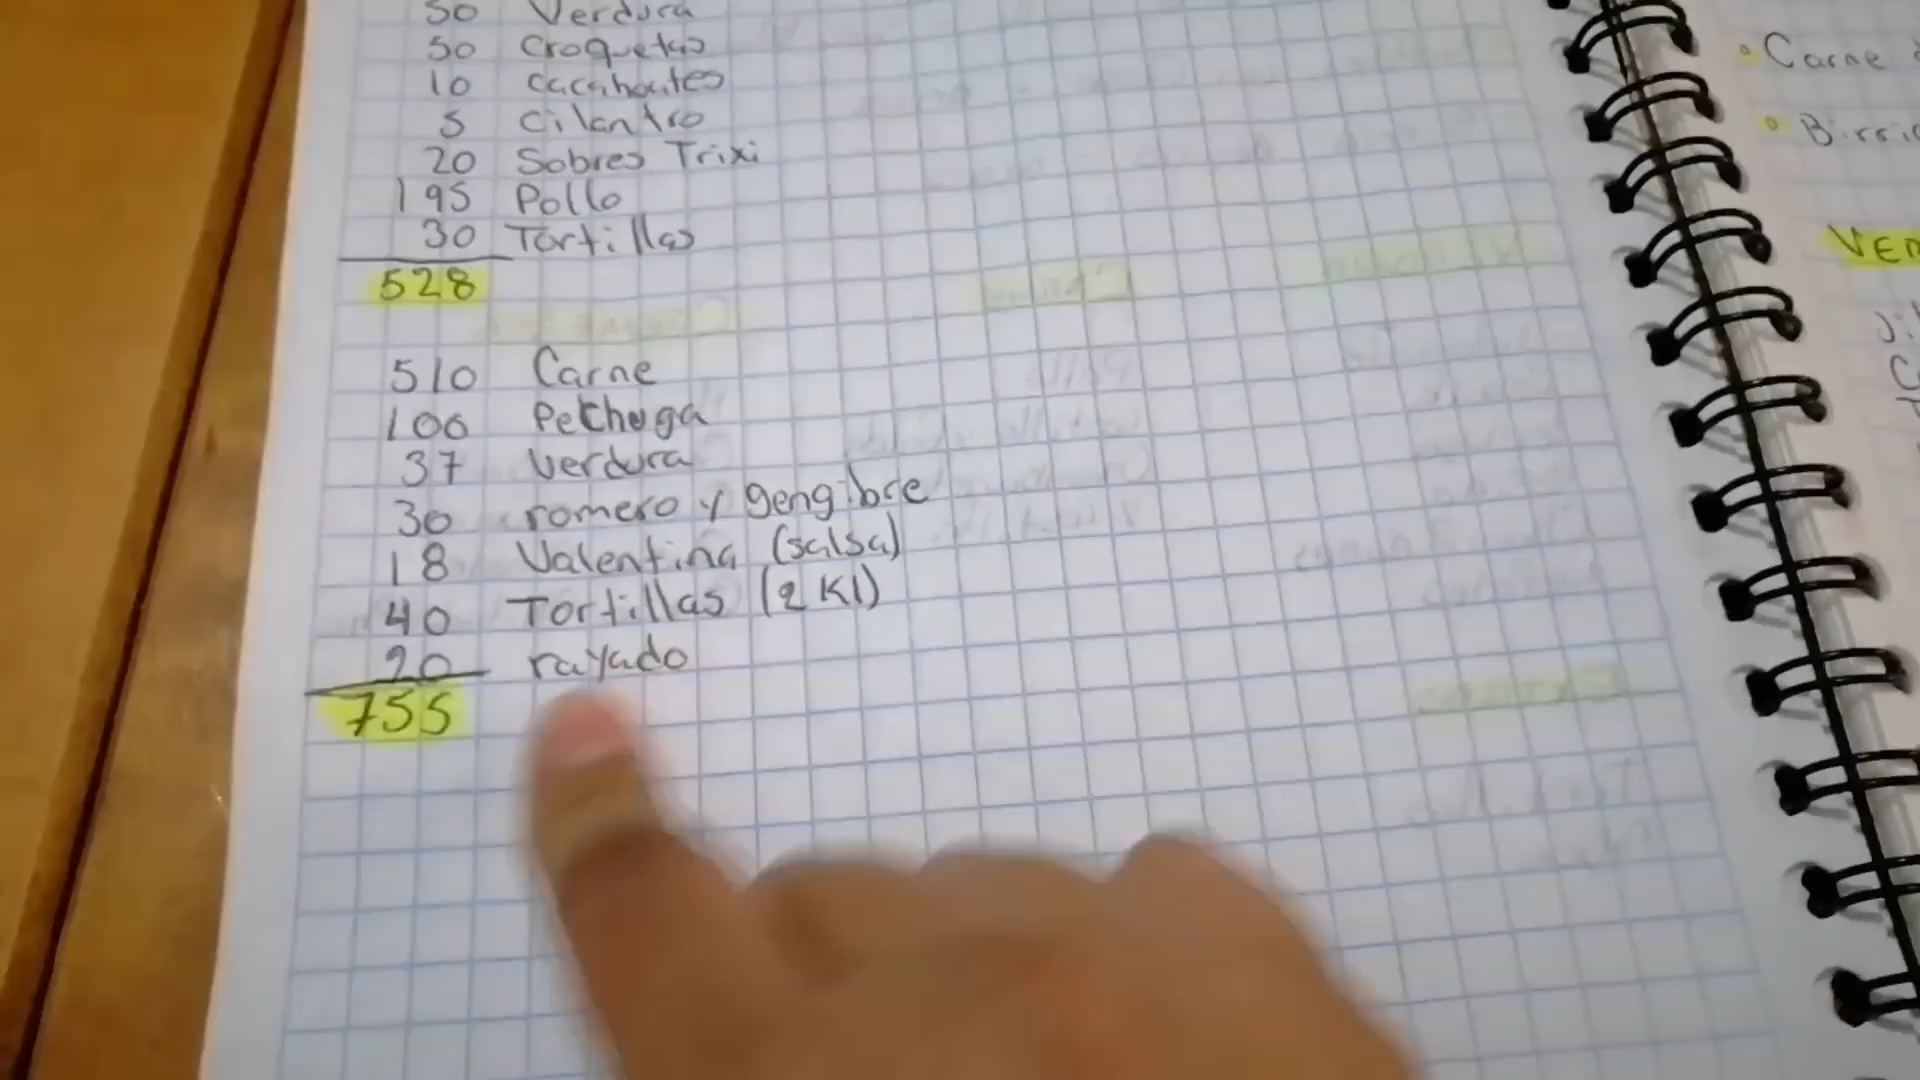 50 Verdura
50 Croquetas
10 cacahuates
5 Cilantro
20 Sobres Trixi
195 Pollo
30 Tortillas
528
510 Carne
100 Pechuga
37 Verdura
30 romero y gengibre
18 Valentina (salsa)
40 Tortillas (2 Kl)
20 rayado
755
Carne